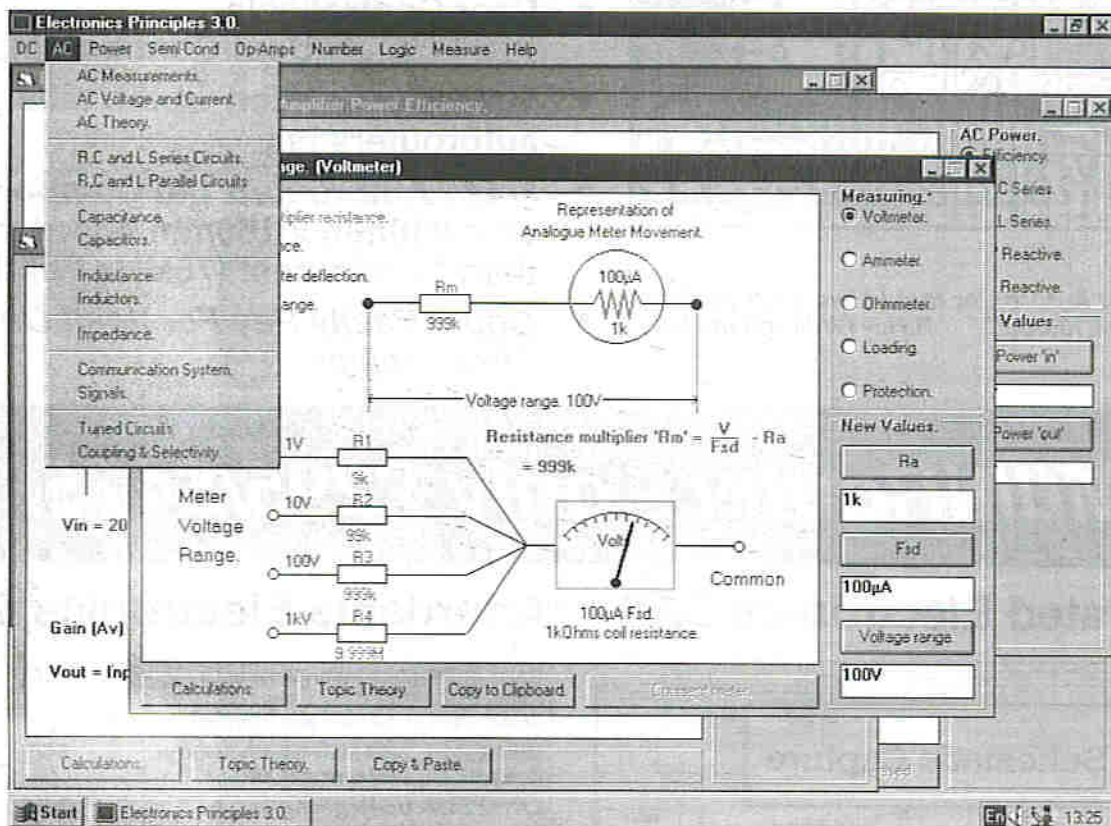 Electronics Principles 3.0.
DC AC Power Semi-Cond Op-Amps Number Logic Measure Help
AC Measurements.
AC Voltage and Current.
AC Theory.
R.C and L Series Circuits.
R.C and L Parallel Circuits
Capacitance.
Capacitors.
Inductance.
Inductors.
Impedance.
Communication System.
Signals.
Tuned Circuits
Coupling & Selectivity.
Amplifier Power Efficiency.
AC Power.
Efficiency.
C Series.
L Series.
Reactive.
Reactive.
Values
Power 'in'
Power 'out'
nge. (Voltmeter)
plier resistance.
nce.
ter deflection.
ange.
Representation of
Analogue Meter Movement.
Rm
999k
100µA
1k
Voltage range. 100V
Resistance multiplier 'Rm' = V/Fsd - Ra
= 999k
Meter
Voltage
Range.
1V R1
9k
10V R2
99k
100V R3
999k
1kV R4
9.999M
Volts
100µA Fsd.
1kOhms coil resistance.
Common
Measuring.
Voltmeter.
Ammeter.
Ohmmeter.
Loading
Protection.
New Values.
Ra
1k
Fsd
100µA
Voltage range
100V
Calculations. Topic Theory. Copy to Clipboard.
Vin = 20
Gain (Av)
Vout = Inp
Calculations. Topic Theory. Copy & Paste.
Start Electronics Principles 3.0. En 13:25